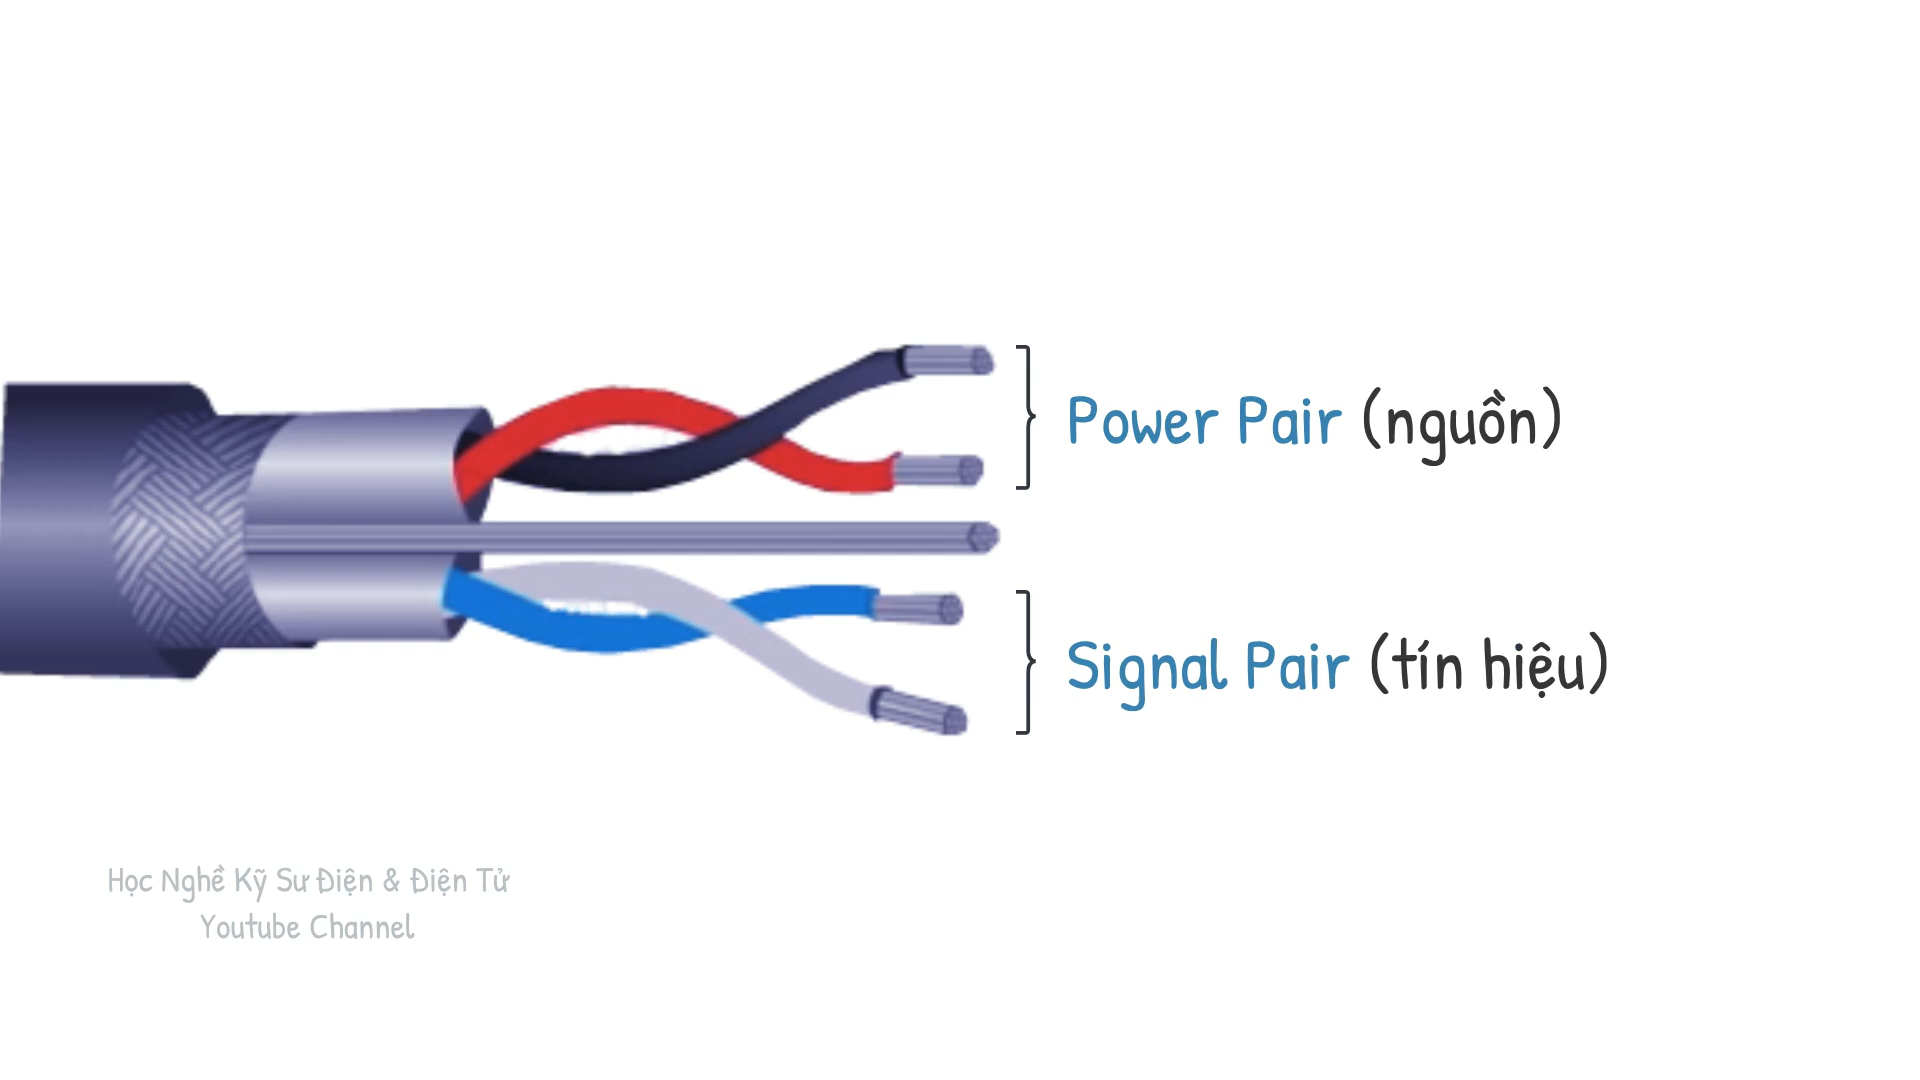 Power Pair (nguồn)
Signal Pair (tín hiệu)
Học Nghề Kỹ Sư Điện & Điện Tử
Youtube Channel